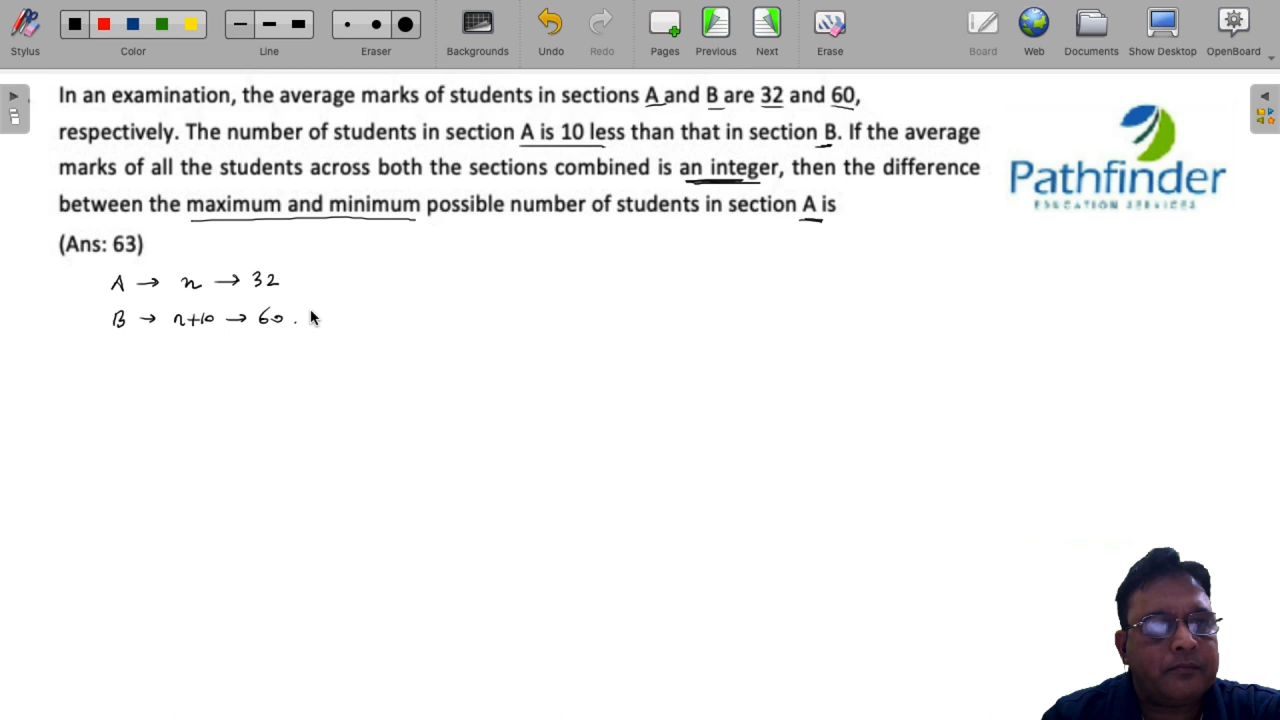 Stylus
Color
Line
Eraser
Backgrounds
Undo
Redo
Pages
Previous
Next
Erase
Board
Web
Documents
Show Desktop
OpenBoard
In an examination, the average marks of students in sections A and B are 32 and 60,
respectively. The number of students in section A is 10 less than that in section B. If the average
marks of all the students across both the sections combined is an integer, then the difference
between the maximum and minimum possible number of students in section A is
(Ans: 63)
Pathfinder
EDUCATION SERVICES
A → n → 32
B → n+10 → 60.